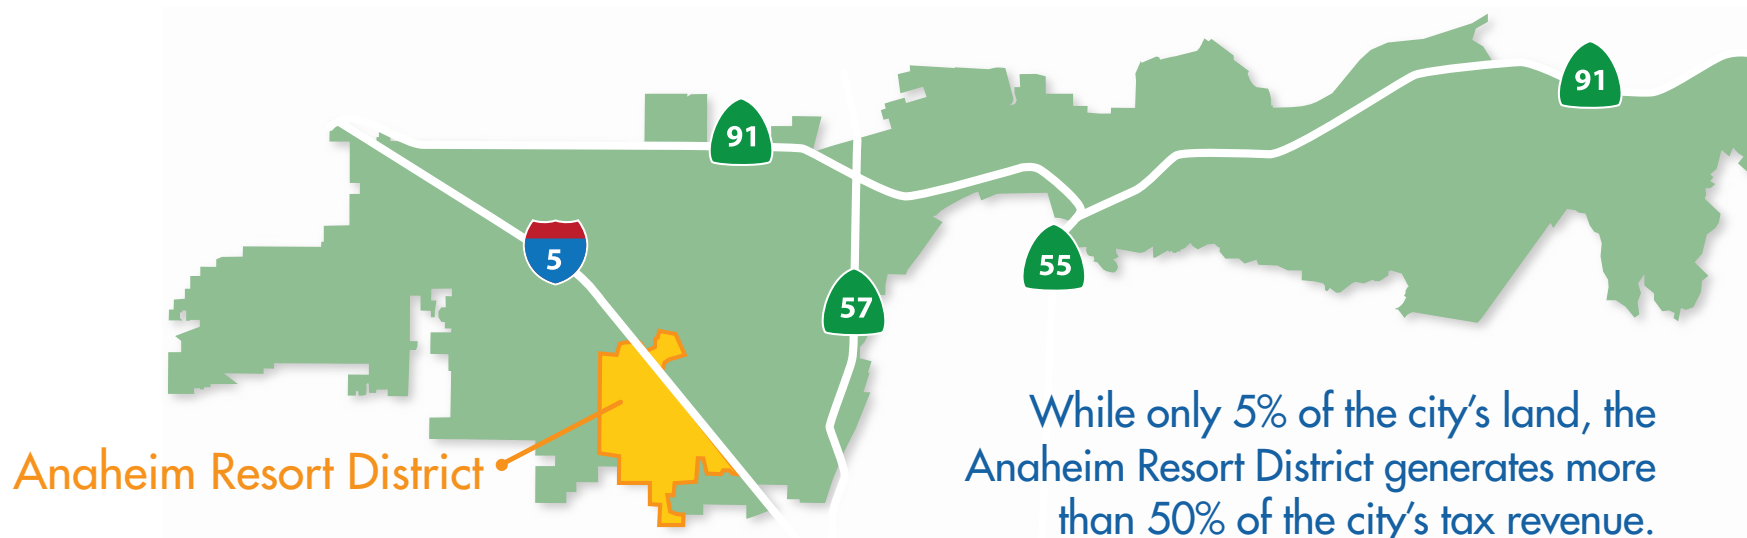 91
91
5
55
57
Anaheim Resort District
While only 5% of the city's land, the
Anaheim Resort District generates more
than 50% of the city's tax revenue.